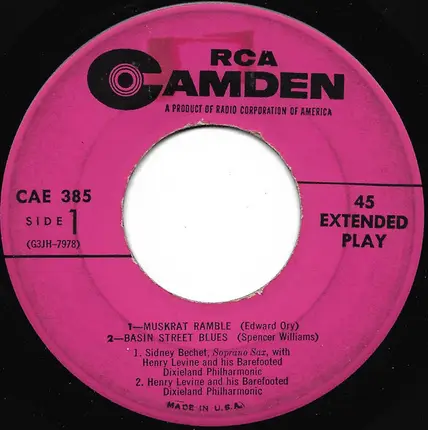 RCA
CAMDEN
A PRODUCT OF RADIO CORPORATION OF AMERICA
CAE 385
SIDE 1
(G3JH-7978)
45
EXTENDED
PLAY
1—MUSKRAT RAMBLE (Edward Ory)
2—BASIN STREET BLUES (Spencer Williams)
1. Sidney Bechet, Soprano Sax, with
Henry Levine and his Barefooted
Dixieland Philharmonic
2. Henry Levine and his Barefooted
Dixieland Philharmonic
MADE IN U.S.A.